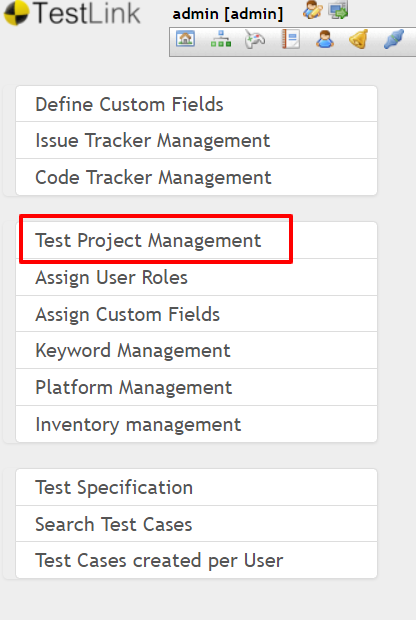 TestLink
admin [admin]
Define Custom Fields
Issue Tracker Management
Code Tracker Management
Test Project Management
Assign User Roles
Assign Custom Fields
Keyword Management
Platform Management
Inventory management
Test Specification
Search Test Cases
Test Cases created per User